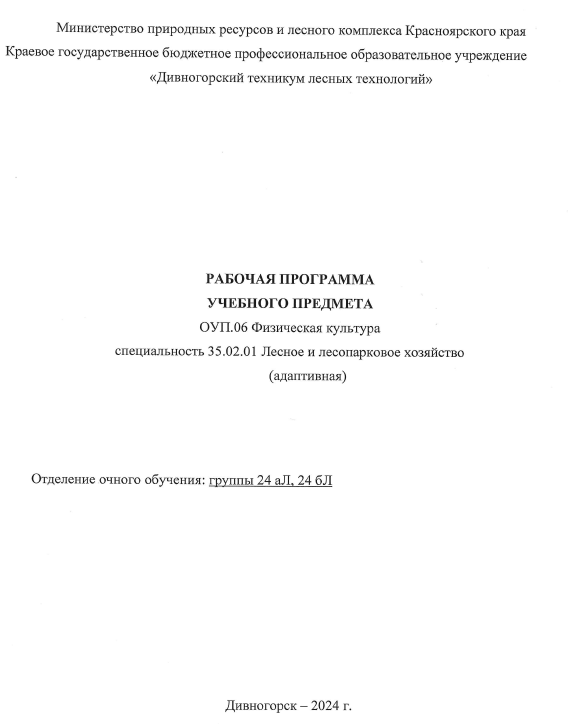 Министерство природных ресурсов и лесного комплекса Красноярского края
Краевое государственное бюджетное профессиональное образовательное учреждение
«Дивногорский техникум лесных технологий»
РАБОЧАЯ ПРОГРАММА
УЧЕБНОГО ПРЕДМЕТА
ОУП.06 Физическая культура
специальность 35.02.01 Лесное и лесопарковое хозяйство
(адаптивная)
Отделение очного обучения: группы 24 аЛ, 24 бЛ
Дивногорск – 2024 г.